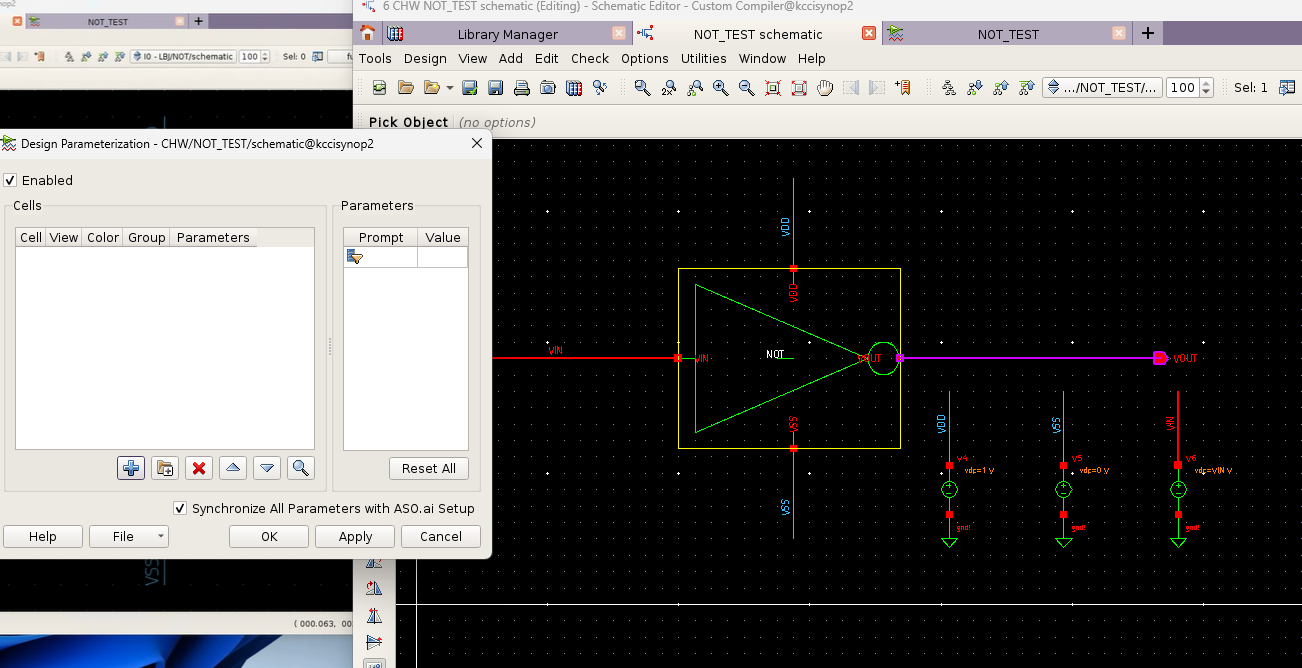 6 CHW NOT_TEST schematic (Editing) - Schematic Editor - Custom Compiler@kccisynop2
NOT_TEST
Library Manager
NOT_TEST schematic
NOT_TEST
Tools Design View Add Edit Check Options Utilities Window Help
I0 - LBJ/NOT/schematic 100 Sel: 0
.../NOT_TEST/... 100 Sel: 1
Pick Object (no options)
Design Parameterization - CHW/NOT_TEST/schematic@kccisynop2
Enabled
Cells
Parameters
Cell View Color Group Parameters
Prompt Value
Reset All
Synchronize All Parameters with ASO.ai Setup
Help File OK Apply Cancel
VDD
VDD
VIN
VIN
NOT
VOUT
VOUT
VSS
VSS
VDD
V4
vdc=1 V
gnd!
VSS
V5
vdc=0 V
gnd!
VIN
V6
vdc=VIN V
gnd!
VSS
( 000.063, 00